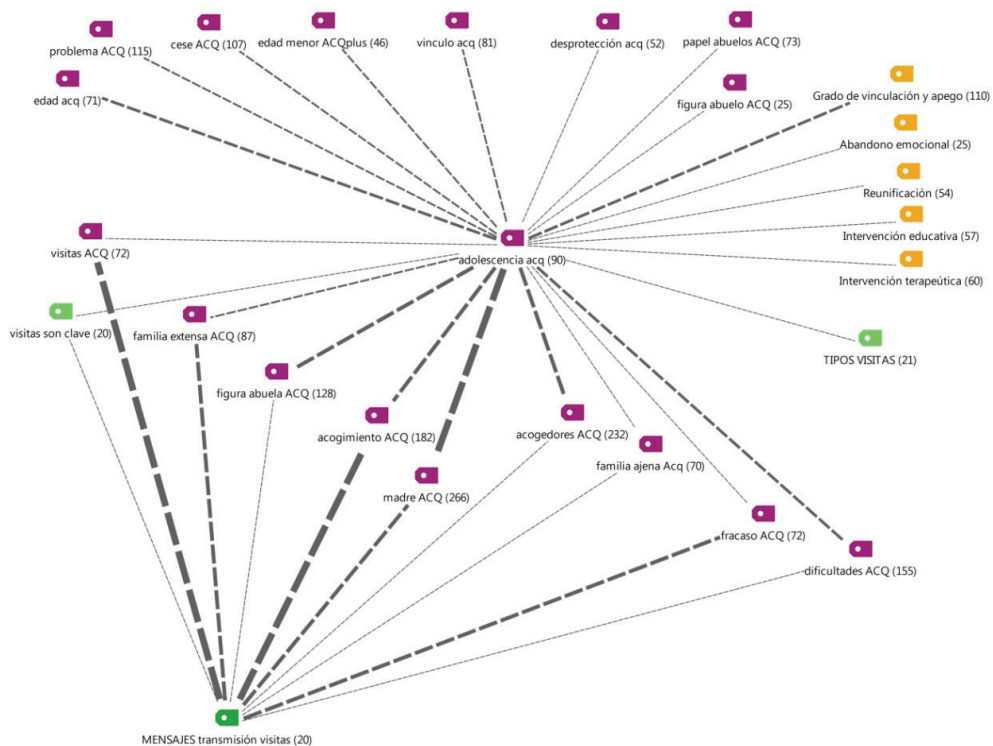 problema ACQ (115)
cese ACQ (107)
edad menor ACQplus (46)
vinculo acq (81)
desprotección acq (52)
papel abuelos ACQ (73)
edad acq (71)
figura abuelo ACQ (25)
Grado de vinculación y apego (110)
Abandono emocional (25)
Reunificación (54)
Intervención educativa (57)
visitas ACQ (72)
adolescencia acq (90)
Intervención terapeútica (60)
visitas son clave (20)
familia extensa ACQ (87)
TIPOS VISITAS (21)
figura abuela ACQ (128)
acogimiento ACQ (182)
acogedores ACQ (232)
familia ajena Acq (70)
madre ACQ (266)
fracaso ACQ (72)
dificultades ACQ (155)
MENSAJES transmisión visitas (20)